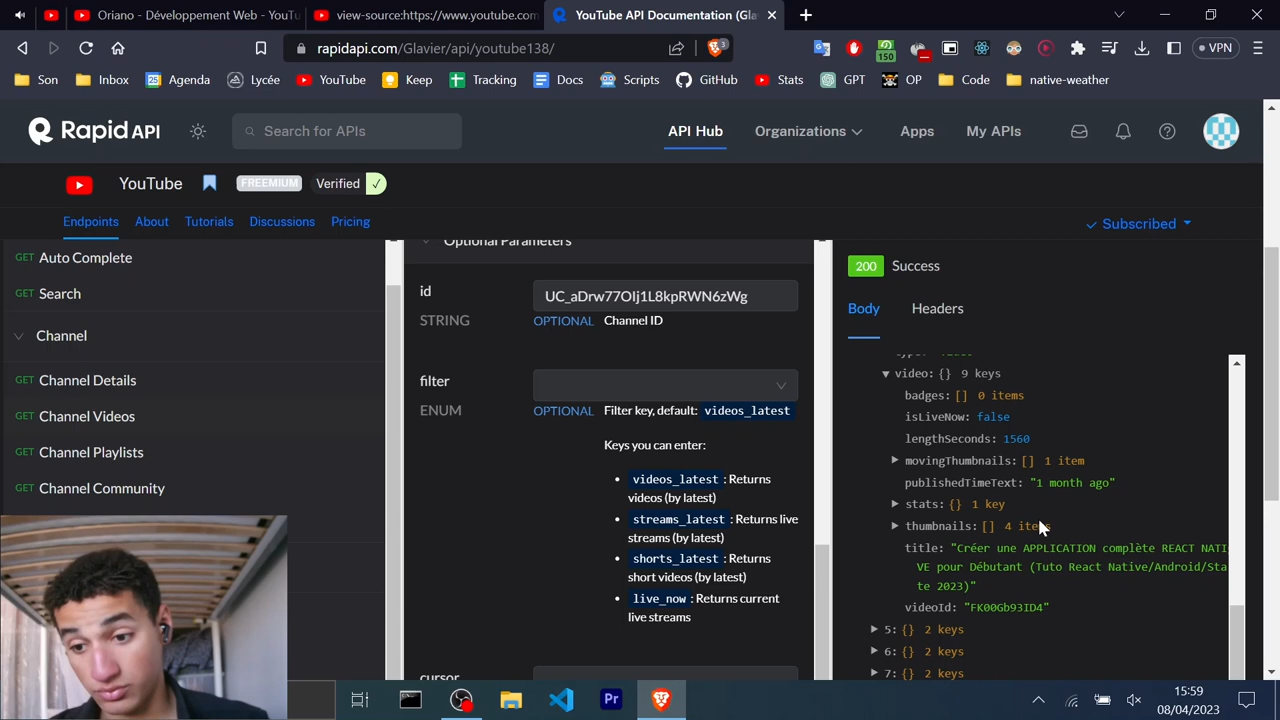 Oriano - Développement Web - YouTu
view-source:https://www.youtube.com
YouTube API Documentation (Gla
rapidapi.com/Glavier/api/youtube138/
3
150
VPN
Son
Inbox
Agenda
Lycée
YouTube
Keep
Tracking
Docs
Scripts
GitHub
Stats
GPT
OP
Code
native-weather
Rapid API
Search for APIs
API Hub
Organizations
Apps
My APIs
YouTube
FREEMIUM
Verified
Endpoints
About
Tutorials
Discussions
Pricing
Subscribed
GET Auto Complete
GET Search
Channel
GET Channel Details
GET Channel Videos
GET Channel Playlists
GET Channel Community
Optional Parameters
id
UC_aDrw77OIj1L8kpRWN6zWg
STRING
OPTIONAL Channel ID
filter
ENUM
OPTIONAL Filter key, default: videos_latest
Keys you can enter:
• videos_latest : Returns
videos (by latest)
• streams_latest : Returns live
streams (by latest)
• shorts_latest : Returns
short videos (by latest)
• live_now : Returns current
live streams
cursor
200 Success
Body
Headers
type: "video"
video: {} 9 keys
badges: [] 0 items
isLiveNow: false
lengthSeconds: 1560
movingThumbnails: [] 1 item
publishedTimeText: "1 month ago"
stats: {} 1 key
thumbnails: [] 4 items
title: "Créer une APPLICATION complète REACT NATI
VE pour Débutant (Tuto React Native/Android/Sta
te 2023)"
videoId: "FK00Gb93ID4"
5: {} 2 keys
6: {} 2 keys
7: {} 2 keys
15:59
08/04/2023